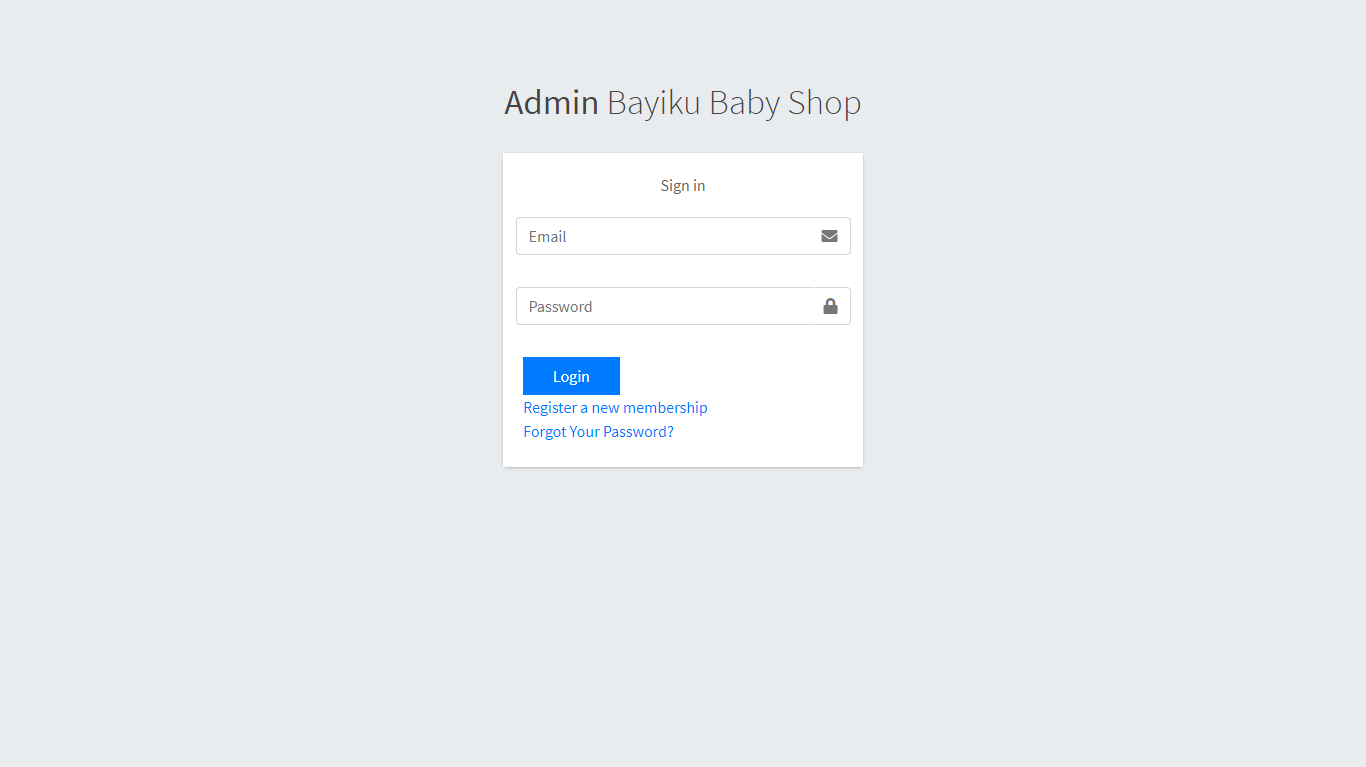 Admin Bayiku Baby Shop
Sign in
Email
Password
Login
Register a new membership
Forgot Your Password?